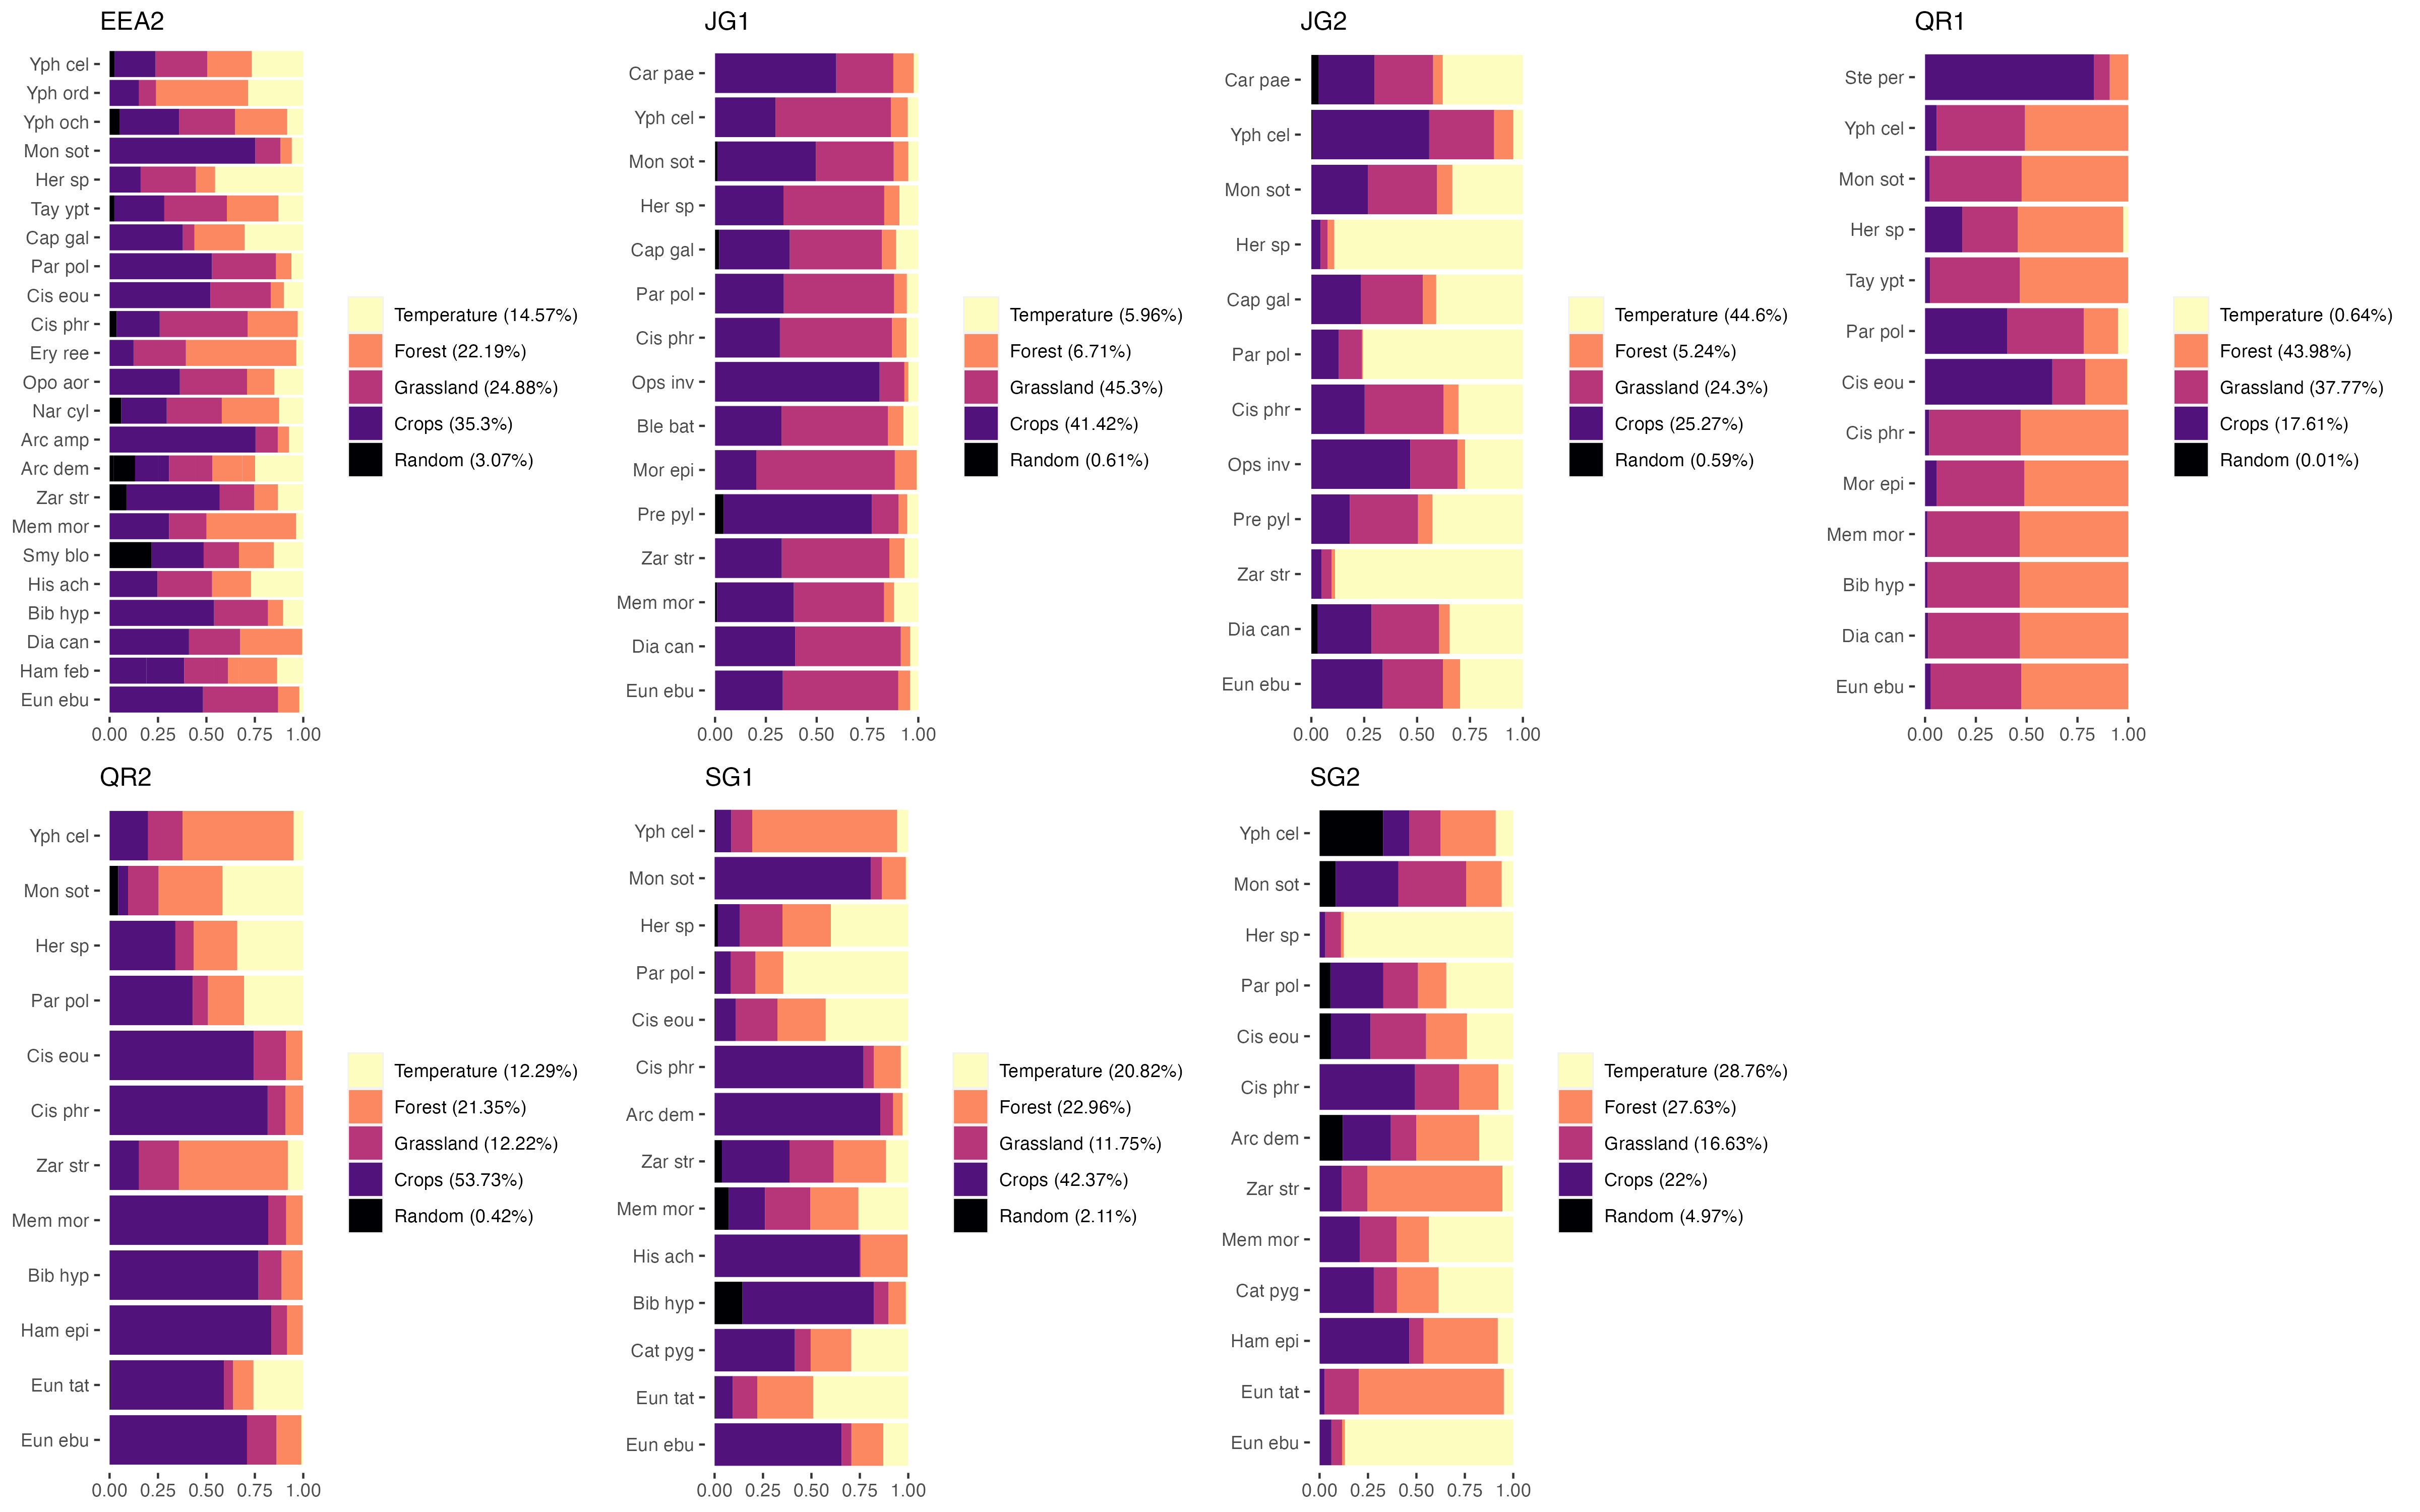 EEA2
Yph cel
Yph ord
Yph och
Mon sot
Her sp
Tay ypt
Cap gal
Par pol
Cis eou
Cis phr
Ery ree
Opo aor
Nar cyl
Arc amp
Arc dem
Zar str
Mem mor
Smy blo
His ach
Bib hyp
Dia can
Ham feb
Eun ebu
0.00 0.25 0.50 0.75 1.00
Temperature (14.57%)
Forest (22.19%)
Grassland (24.88%)
Crops (35.3%)
Random (3.07%)
JG1
Car pae
Yph cel
Mon sot
Her sp
Cap gal
Par pol
Cis phr
Ops inv
Ble bat
Mor epi
Pre pyl
Zar str
Mem mor
Dia can
Eun ebu
0.00 0.25 0.50 0.75 1.00
Temperature (5.96%)
Forest (6.71%)
Grassland (45.3%)
Crops (41.42%)
Random (0.61%)
JG2
Car pae
Yph cel
Mon sot
Her sp
Cap gal
Par pol
Cis phr
Ops inv
Pre pyl
Zar str
Dia can
Eun ebu
0.00 0.25 0.50 0.75 1.00
Temperature (44.6%)
Forest (5.24%)
Grassland (24.3%)
Crops (25.27%)
Random (0.59%)
QR1
Ste per
Yph cel
Mon sot
Her sp
Tay ypt
Par pol
Cis eou
Cis phr
Mor epi
Mem mor
Bib hyp
Dia can
Eun ebu
0.00 0.25 0.50 0.75 1.00
Temperature (0.64%)
Forest (43.98%)
Grassland (37.77%)
Crops (17.61%)
Random (0.01%)
QR2
Yph cel
Mon sot
Her sp
Par pol
Cis eou
Cis phr
Zar str
Mem mor
Bib hyp
Ham epi
Eun tat
Eun ebu
0.00 0.25 0.50 0.75 1.00
Temperature (12.29%)
Forest (21.35%)
Grassland (12.22%)
Crops (53.73%)
Random (0.42%)
SG1
Yph cel
Mon sot
Her sp
Par pol
Cis eou
Cis phr
Arc dem
Zar str
Mem mor
His ach
Bib hyp
Cat pyg
Eun tat
Eun ebu
0.00 0.25 0.50 0.75 1.00
Temperature (20.82%)
Forest (22.96%)
Grassland (11.75%)
Crops (42.37%)
Random (2.11%)
SG2
Yph cel
Mon sot
Her sp
Par pol
Cis eou
Cis phr
Arc dem
Zar str
Mem mor
Cat pyg
Ham epi
Eun tat
Eun ebu
0.00 0.25 0.50 0.75 1.00
Temperature (28.76%)
Forest (27.63%)
Grassland (16.63%)
Crops (22%)
Random (4.97%)